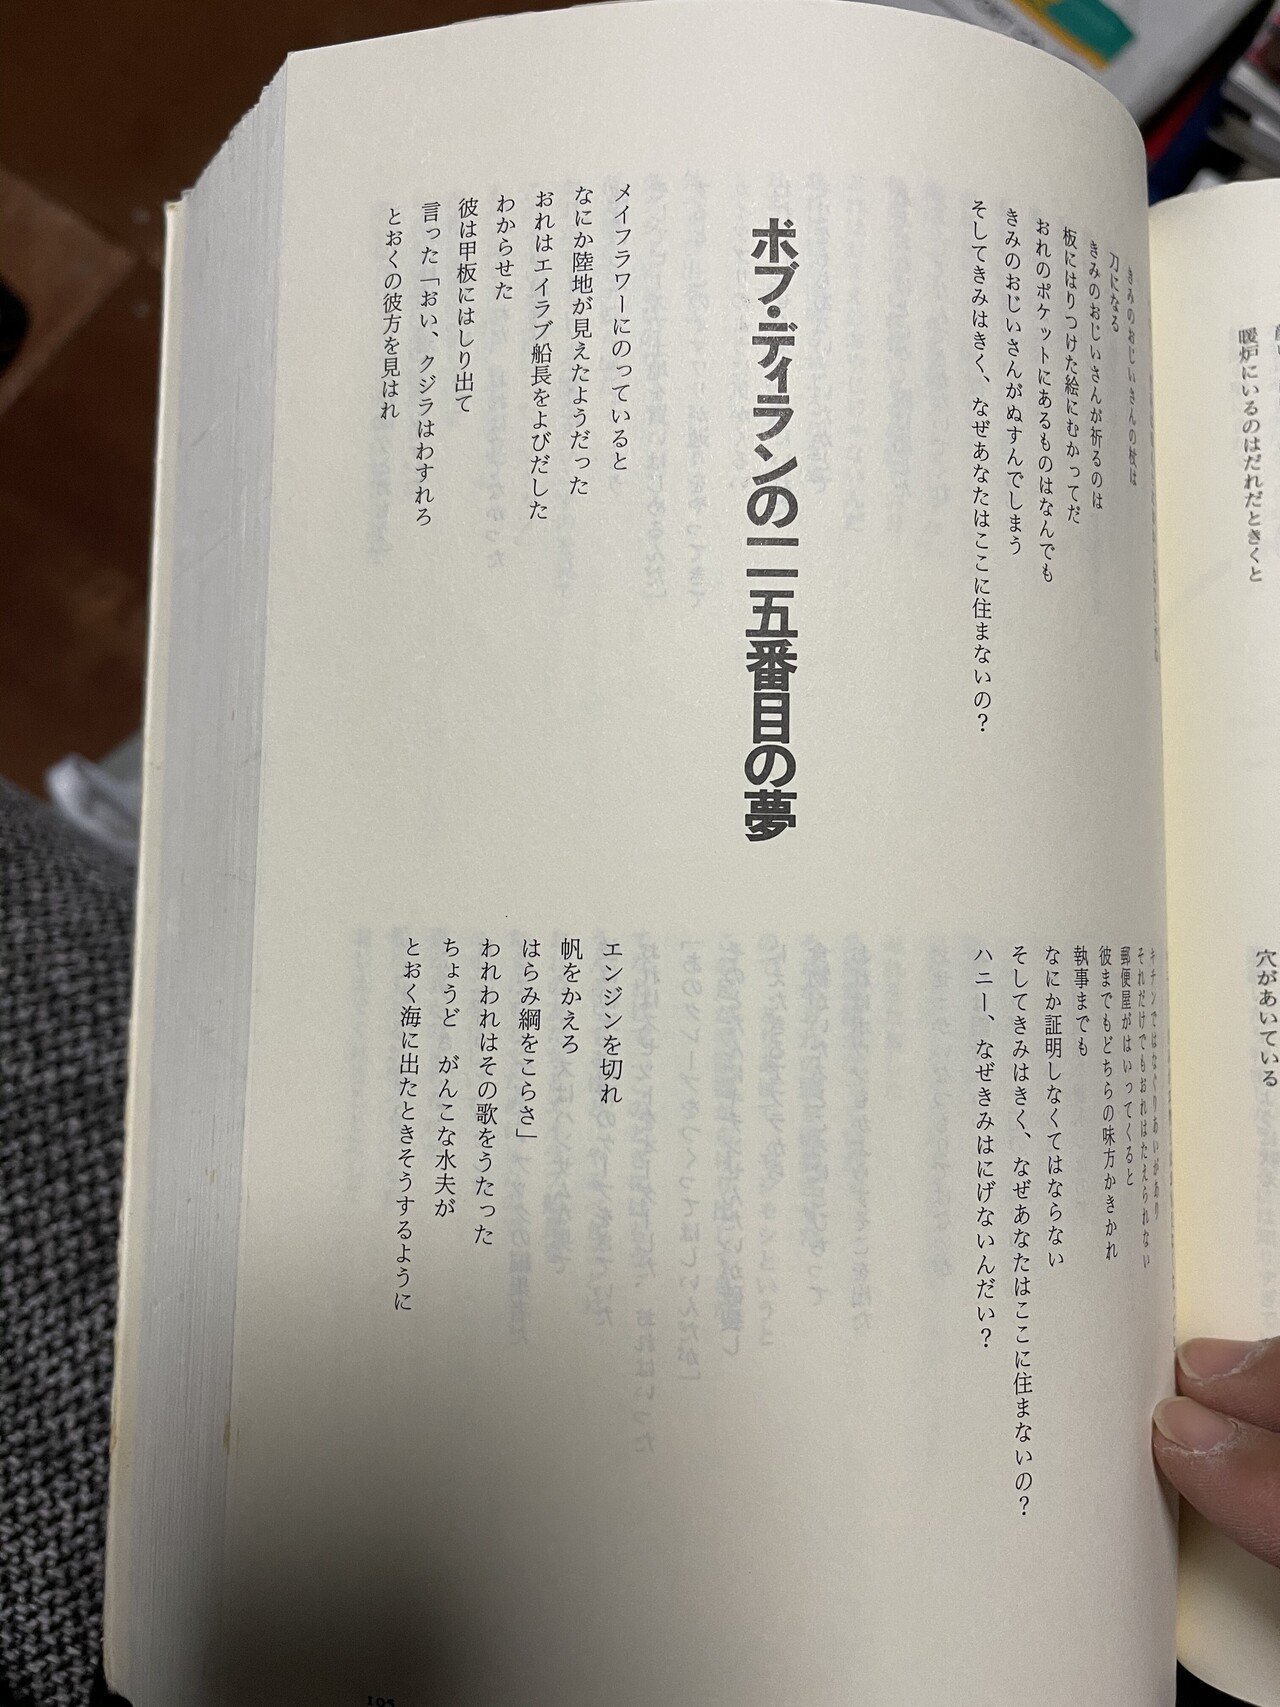 暖炉にいるのはだれだときくと
穴があいている
きみのおじいさんの杖は
刀になる
きみのおじいさんが祈るのは
板にはりつけた絵にむかってだ
おれのポケットにあるものはなんでも
きみのおじいさんがぬすんでしまう
そしてきみはきく、なぜあなたはここに住まないの?
キチンではなぐりあいがあり
それだけでもおれはたえられない
郵便屋がはいってくると
彼までもどちらの味方かきかれ
執事までも
なにか証明しなくてはならない
そしてきみはきく、なぜあなたはここに住まないの?
ハニー、なぜきみはにげないんだい?
ボブ・ディランの一一五番目の夢
メイフラワーにのっていると
なにか陸地が見えたようだった
おれはエイラブ船長をよびだした
わからせた
彼は甲板にはしり出て
言った「おい、クジラはわすれろ
とおくの彼方を見はれ
エンジンを切れ
帆をかえろ
はらみ綱をこらさ」
われわれはその歌をうたった
ちょうど がんこな水夫が
とおく海に出たときそうするように
105